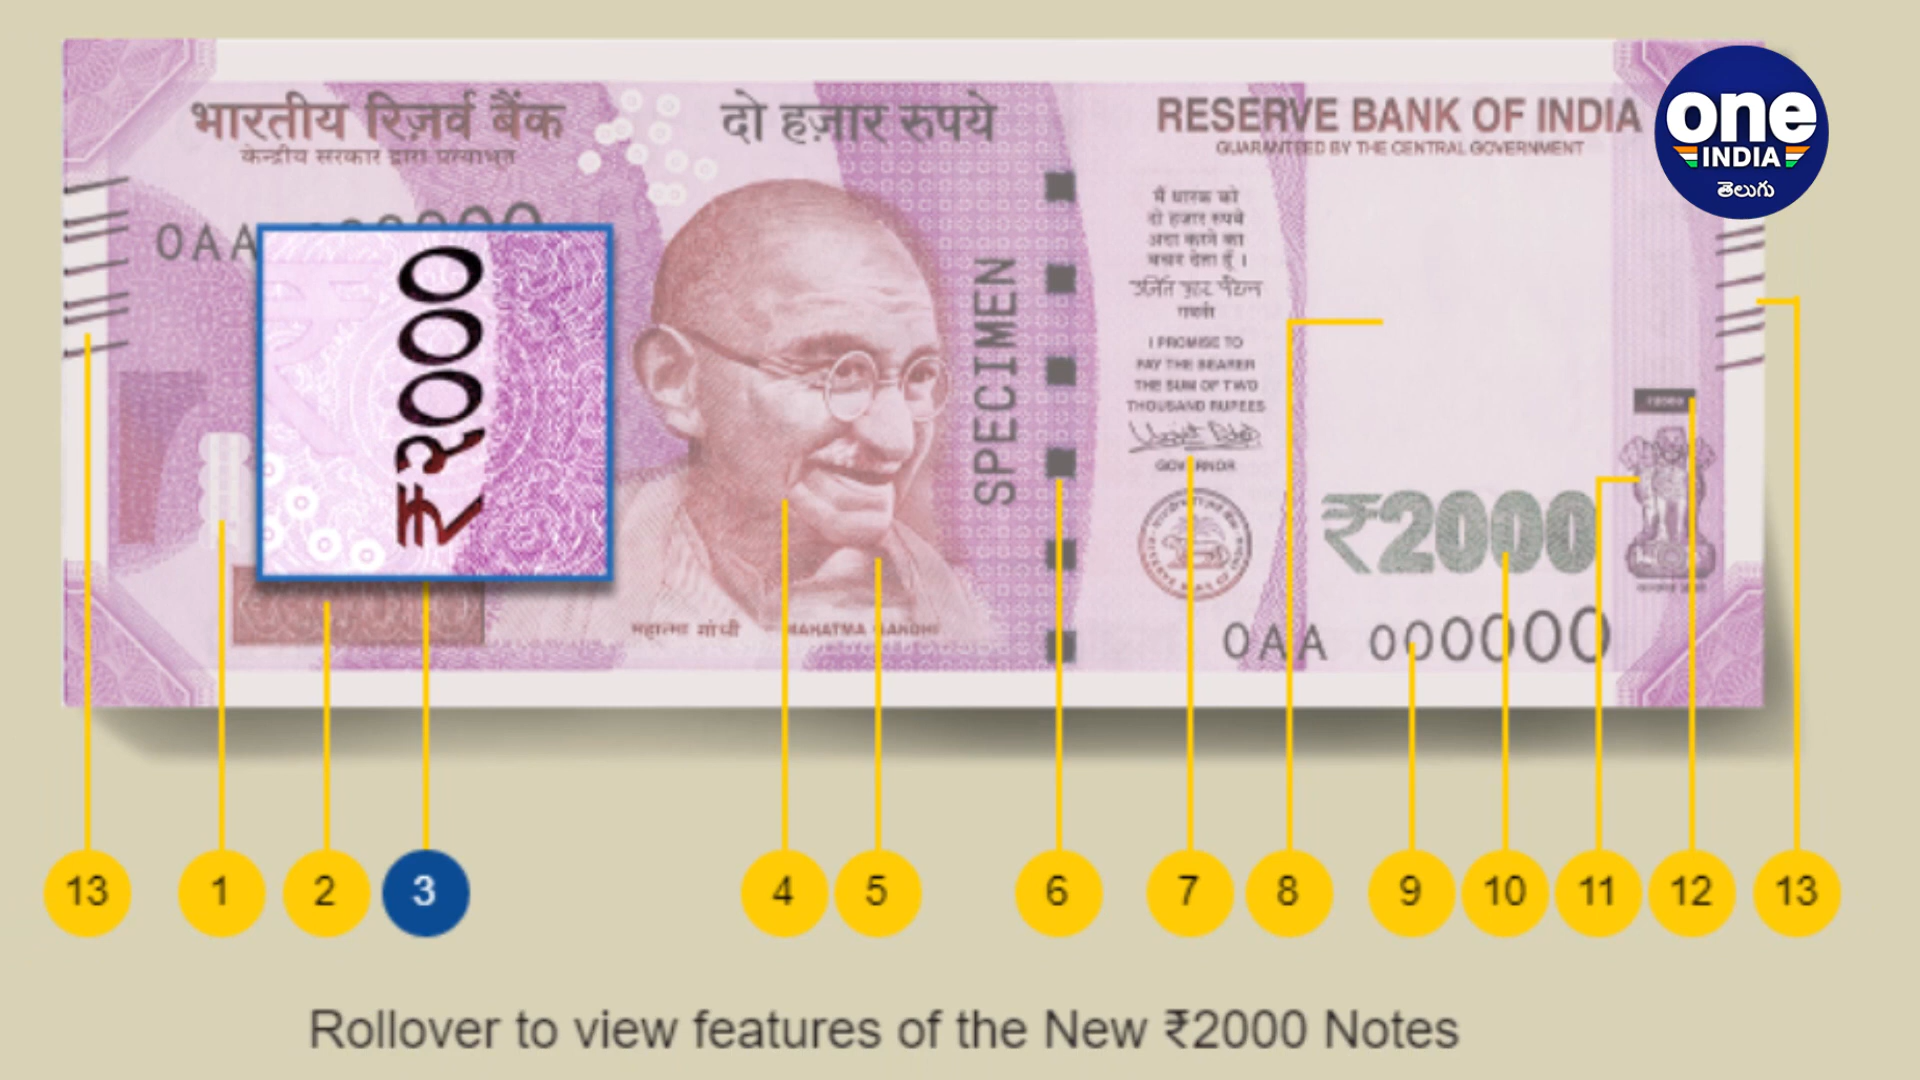 भारतीय रिज़र्व बैंक
केन्द्रीय सरकार द्वारा प्रत्याभूत
दो हज़ार रुपये
RESERVE BANK OF INDIA
GUARANTEED BY THE CENTRAL GOVERNMENT
one
INDIA
తెలుగు
0AA
₹२०००
SPECIMEN
मैं धारक को
दो हजार रुपये
अदा करने का
वचन देता हूँ ।
गवर्नर
I PROMISE TO
PAY THE BEARER
THE SUM OF TWO
THOUSAND RUPEES
GOVERNOR
₹2000
महात्मा गांधी
MAHATMA GANDHI
0AA 000000
13
1
2
3
4
5
6
7
8
9
10
11
12
13
Rollover to view features of the New ₹2000 Notes